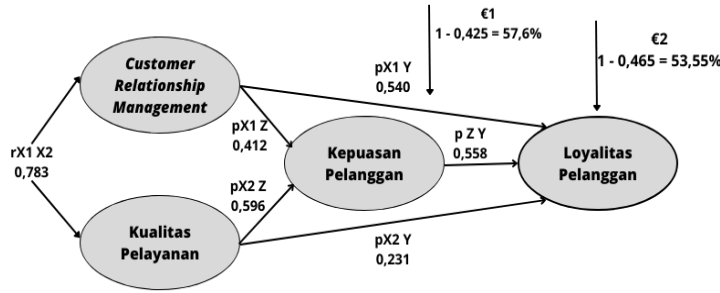 €1
1 - 0,425 = 57,6%
€2
1 - 0,465 = 53,55%
Customer
Relationship
Management
pX1 Y
0,540
rX1 X2
0,783
pX1 Z
0,412
Kepuasan
Pelanggan
p Z Y
0,558
Loyalitas
Pelanggan
pX2 Z
0,596
Kualitas
Pelayanan
pX2 Y
0,231